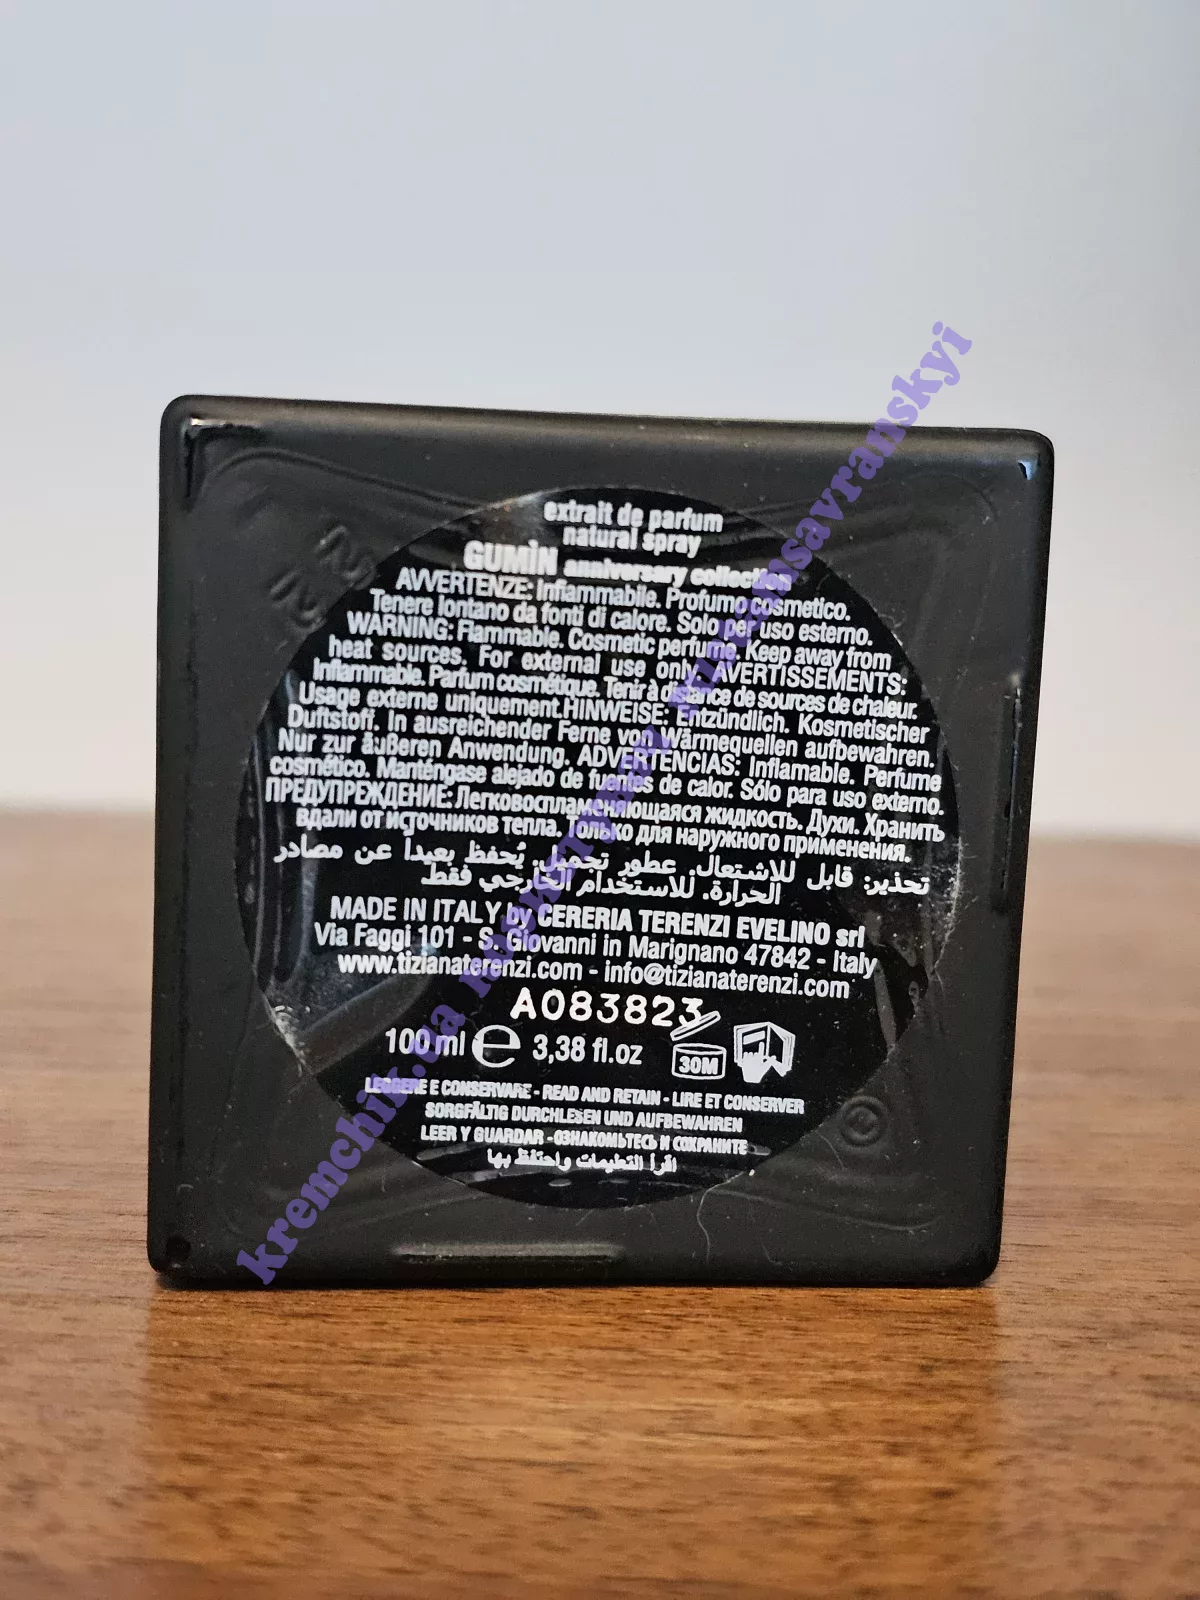 extrait de parfum
natural spray
GUMİN anniversary collection
AVVERTENZE: Infiammabile. Profumo cosmetico.
Tenere lontano da fonti di calore. Solo per uso esterno.
WARNING: Flammable. Cosmetic perfume. Keep away from
heat sources. For external use only. AVERTISSEMENTS:
Inflammable. Parfum cosmétique. Tenir à distance de sources de chaleur.
Usage externe uniquement.HINWEISE: Entzündlich. Kosmetischer
Duftstoff. In ausreichender Ferne von Wärmequellen aufbewahren.
Nur zur äußeren Anwendung. ADVERTENCIAS: Inflamable. Perfume
cosmético. Manténgase alejado de fuentes de calor. Sólo para uso externo.
ПРЕДУПРЕЖДЕНИЕ: Легковоспламеняющаяся жидкость. Духи. Хранить
вдали от источников тепла. Только для наружного применения.
تحذير: قابل للاشتعال. عطور تجميل. يُحفظ بعيداً عن مصادر
الحرارة. للاستخدام الخارجي فقط
MADE IN ITALY by CERERIA TERENZI EVELINO srl
Via Faggi 101 - S. Giovanni in Marignano 47842 - Italy
www.tizianaterenzi.com - info@tizianaterenzi.com
A083823
100 ml ℮ 3,38 fl.oz 30M
LEGGERE E CONSERVARE - READ AND RETAIN - LIRE ET CONSERVER
SORGFÄLTIG DURCHLESEN UND AUFBEWAHREN
LEER Y GUARDAR - ОЗНАКОМЬТЕСЬ И СОХРАНИТЕ
اقرأ التعليمات واحتفظ بها
kremchik.ua